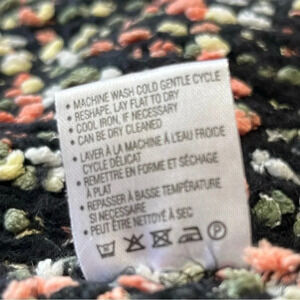 • MACHINE WASH COLD GENTLE CYCLE
• RESHAPE, LAY FLAT TO DRY
• COOL IRON, IF NECESSARY
• CAN BE DRY CLEANED
• LAVER À LA MACHINE À L'EAU FROIDE
CYCLE DÉLICAT
• REMETTRE EN FORME ET SÉCHAGE
À PLAT
• REPASSER À BASSE TEMPÉRATURE
SI NECESSAIRE
• PEUT ÊTRE NETTOYÉ À SEC